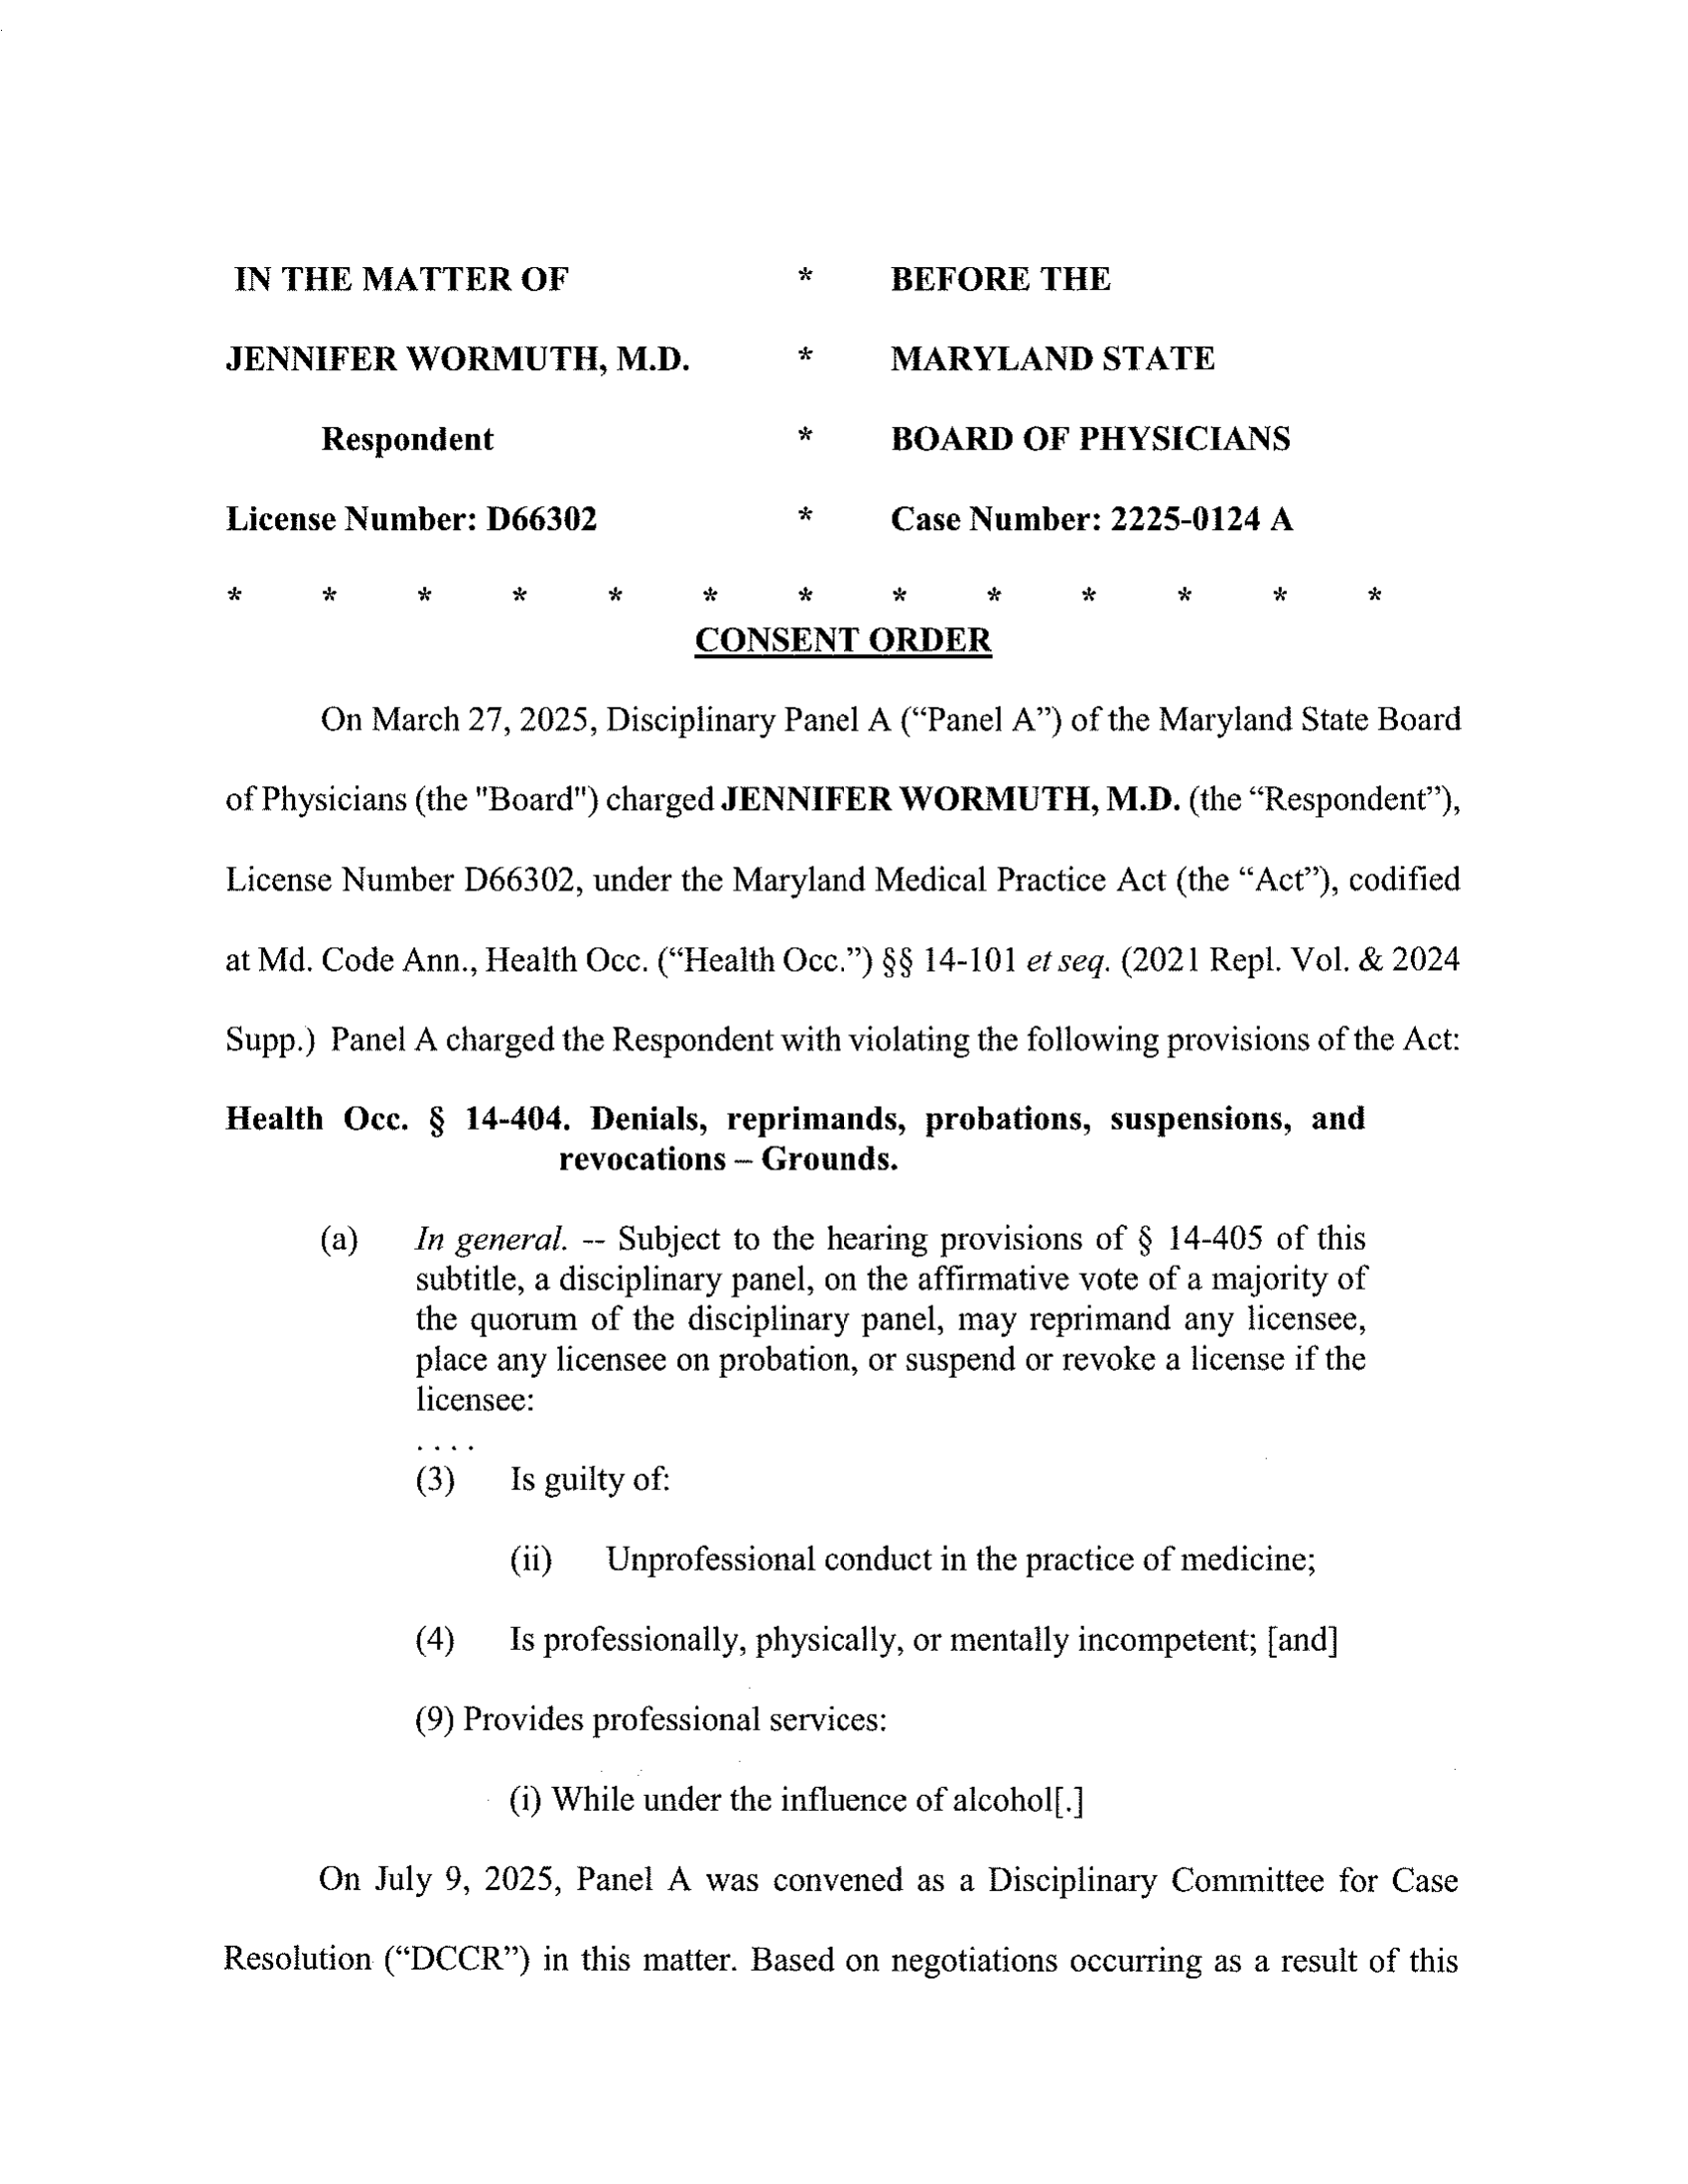 IN THE MATTER OF * BEFORE THE
JENNIFER WORMUTH, M.D. * MARYLAND STATE
Respondent * BOARD OF PHYSICIANS
License Number: D66302 * Case Number: 2225-0124 A
* * * * * * * * * * * * *
CONSENT ORDER
On March 27, 2025, Disciplinary Panel A (“Panel A”) of the Maryland State Board
of Physicians (the "Board") charged JENNIFER WORMUTH, M.D. (the “Respondent”),
License Number D66302, under the Maryland Medical Practice Act (the “Act”), codified
at Md. Code Ann., Health Occ. (“Health Occ.”) §§ 14-101 et seq. (2021 Repl. Vol. & 2024
Supp.) Panel A charged the Respondent with violating the following provisions of the Act:
Health Occ. § 14-404. Denials, reprimands, probations, suspensions, and
revocations – Grounds.
(a) In general. -- Subject to the hearing provisions of § 14-405 of this
subtitle, a disciplinary panel, on the affirmative vote of a majority of
the quorum of the disciplinary panel, may reprimand any licensee,
place any licensee on probation, or suspend or revoke a license if the
licensee:
. . . .
(3) Is guilty of:
(ii) Unprofessional conduct in the practice of medicine;
(4) Is professionally, physically, or mentally incompetent; [and]
(9) Provides professional services:
(i) While under the influence of alcohol[.]
On July 9, 2025, Panel A was convened as a Disciplinary Committee for Case
Resolution (“DCCR”) in this matter. Based on negotiations occurring as a result of this